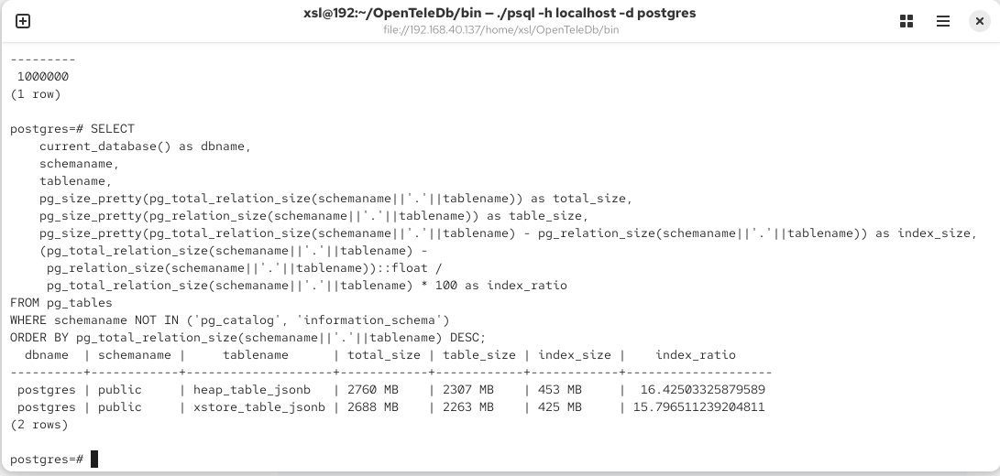 xsl@192:~/OpenTeleDb/bin — ./psql -h localhost -d postgres
file://192.168.40.137/home/xsl/OpenTeleDb/bin
---------
 1000000
(1 row)
postgres=# SELECT
    current_database() as dbname,
    schemaname,
    tablename,
    pg_size_pretty(pg_total_relation_size(schemaname||'.'||tablename)) as total_size,
    pg_size_pretty(pg_relation_size(schemaname||'.'||tablename)) as table_size,
    pg_size_pretty(pg_total_relation_size(schemaname||'.'||tablename) - pg_relation_size(schemaname||'.'||tablename)) as index_size,
    (pg_total_relation_size(schemaname||'.'||tablename) -
     pg_relation_size(schemaname||'.'||tablename))::float /
     pg_total_relation_size(schemaname||'.'||tablename) * 100 as index_ratio
FROM pg_tables
WHERE schemaname NOT IN ('pg_catalog', 'information_schema')
ORDER BY pg_total_relation_size(schemaname||'.'||tablename) DESC;
  dbname  | schemaname |     tablename      | total_size | table_size | index_size |    index_ratio
----------+------------+--------------------+------------+------------+------------+--------------------
 postgres | public     | heap_table_jsonb   | 2760 MB    | 2307 MB    | 453 MB     |  16.42503325879589
 postgres | public     | xstore_table_jsonb | 2688 MB    | 2263 MB    | 425 MB     | 15.796511239204811
(2 rows)
postgres=#